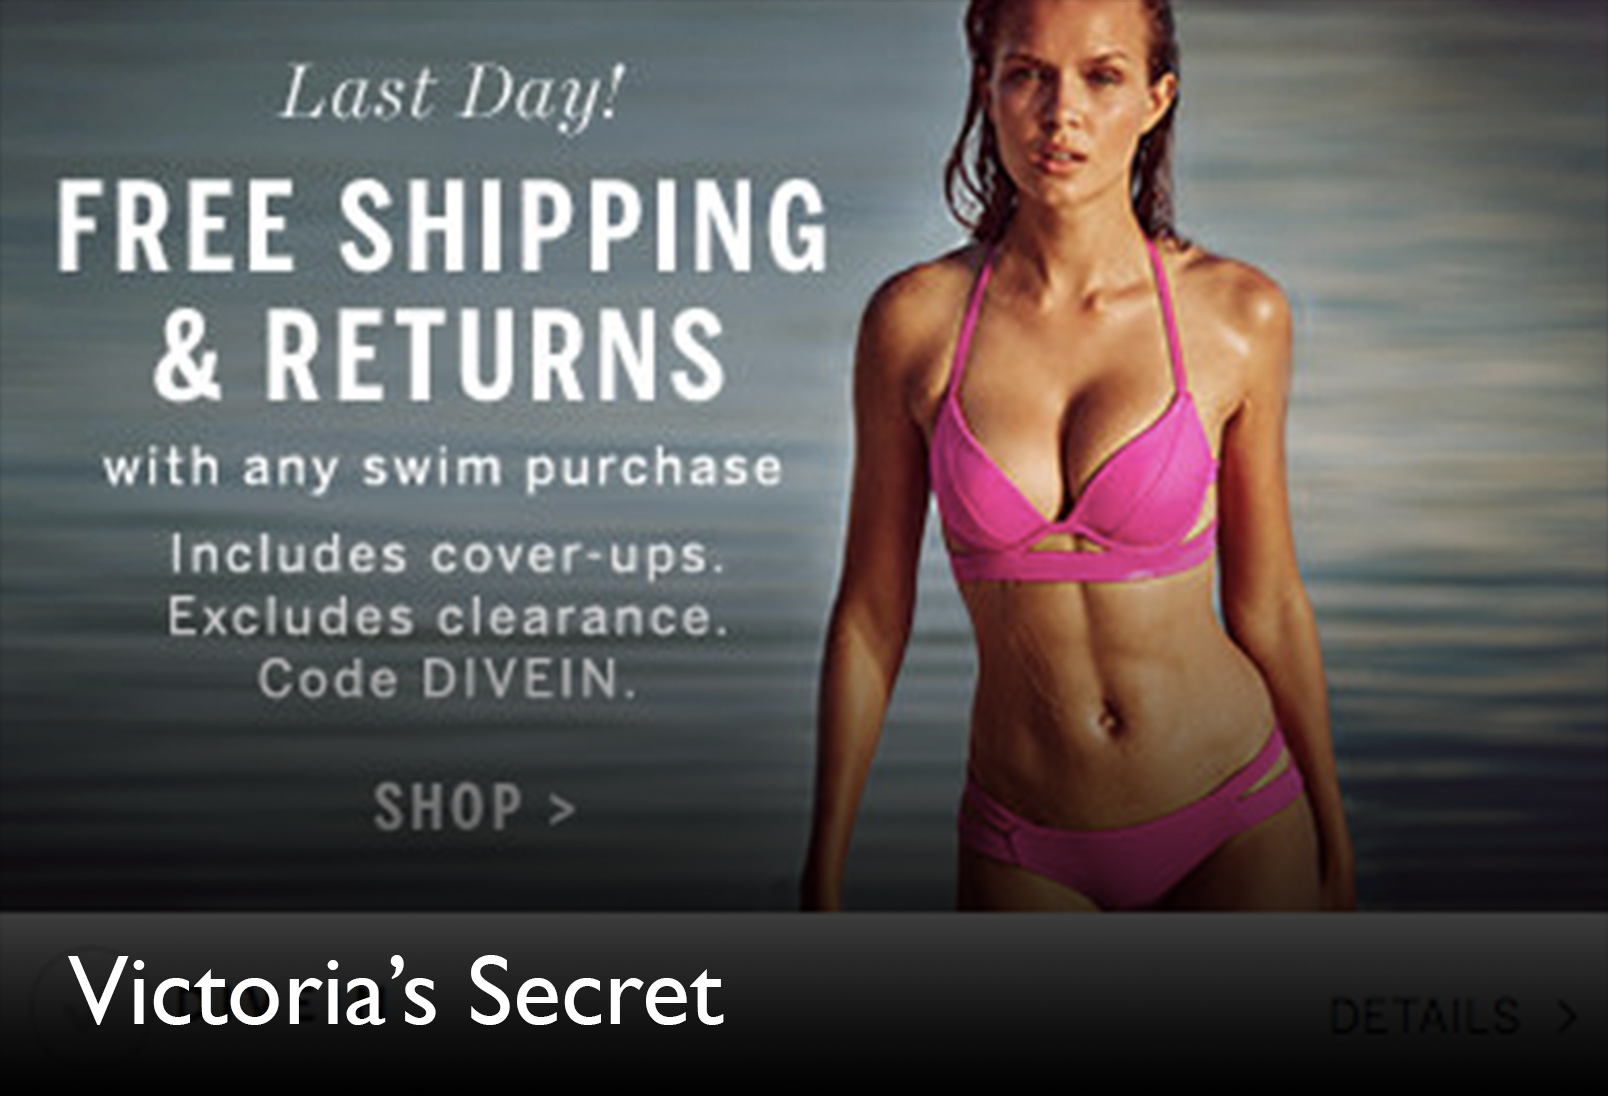 Last Day!
FREE SHIPPING
& RETURNS
with any swim purchase
Includes cover-ups.
Excludes clearance.
Code DIVEIN.
SHOP >
Victoria’s Secret
DETAILS >